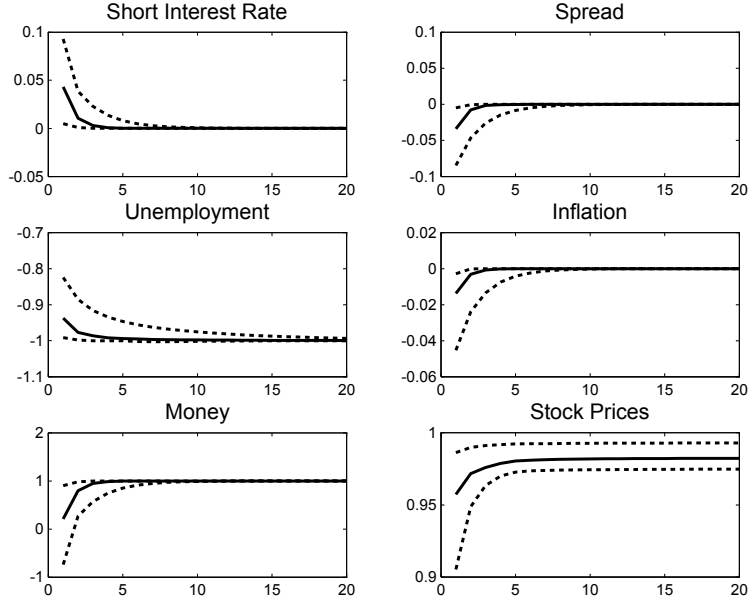 Short Interest Rate
0.1
0.05
0
-0.05
0 5 10 15 20
Spread
0.1
0.05
0
-0.05
-0.1
0 5 10 15 20
Unemployment
-0.7
-0.8
-0.9
-1
-1.1
0 5 10 15 20
Inflation
0.02
0
-0.02
-0.04
-0.06
0 5 10 15 20
Money
2
1
0
-1
0 5 10 15 20
Stock Prices
1
0.95
0.9
0 5 10 15 20